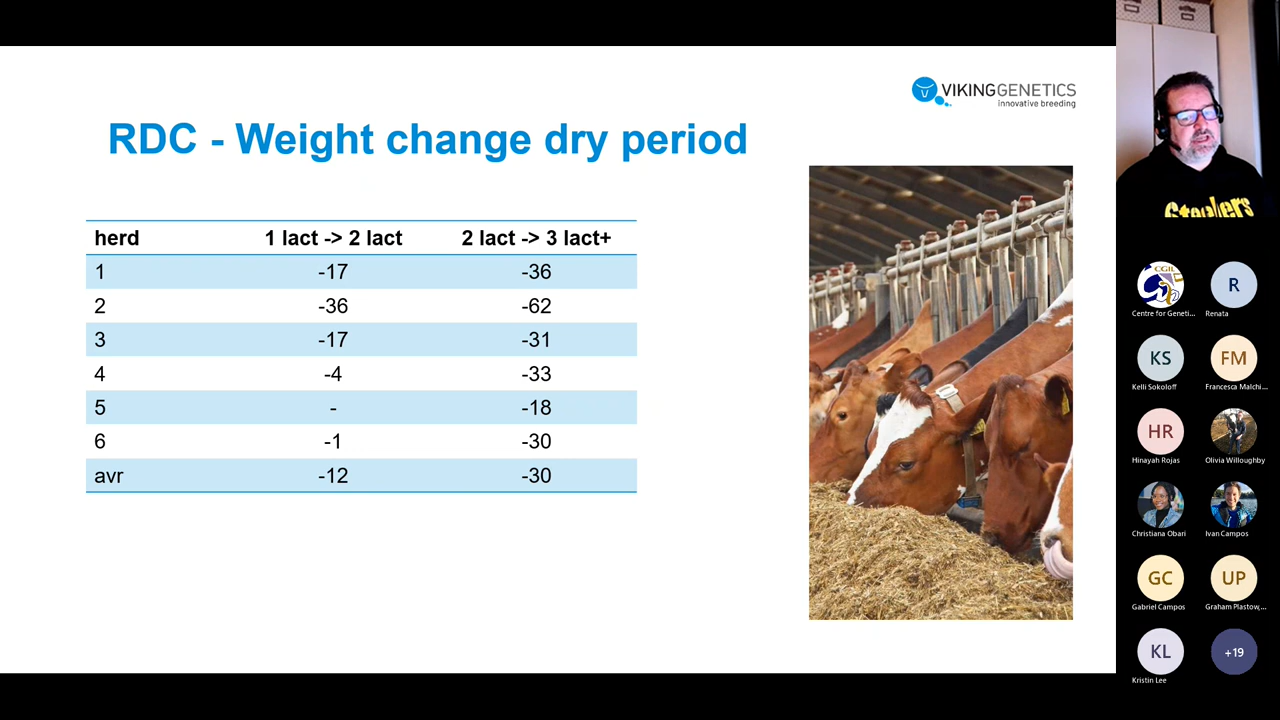 VIKINGGENETICS
innovative breeding
RDC - Weight change dry period
herd 1 lact -> 2 lact 2 lact -> 3 lact+
1 -17 -36
2 -36 -62
3 -17 -31
4 -4 -33
5 - -18
6 -1 -30
avr -12 -30
Steelers
CGIL
Centre for Geneti...
R
Renata
KS
Kelli Sokoloff
FM
Francesca Malchi...
HR
Hinayah Rojas
Olivia Willoughby
Christiana Obari
Ivan Campos
GC
Gabriel Campos
UP
Graham Plastow,...
KL
Kristin Lee
+19